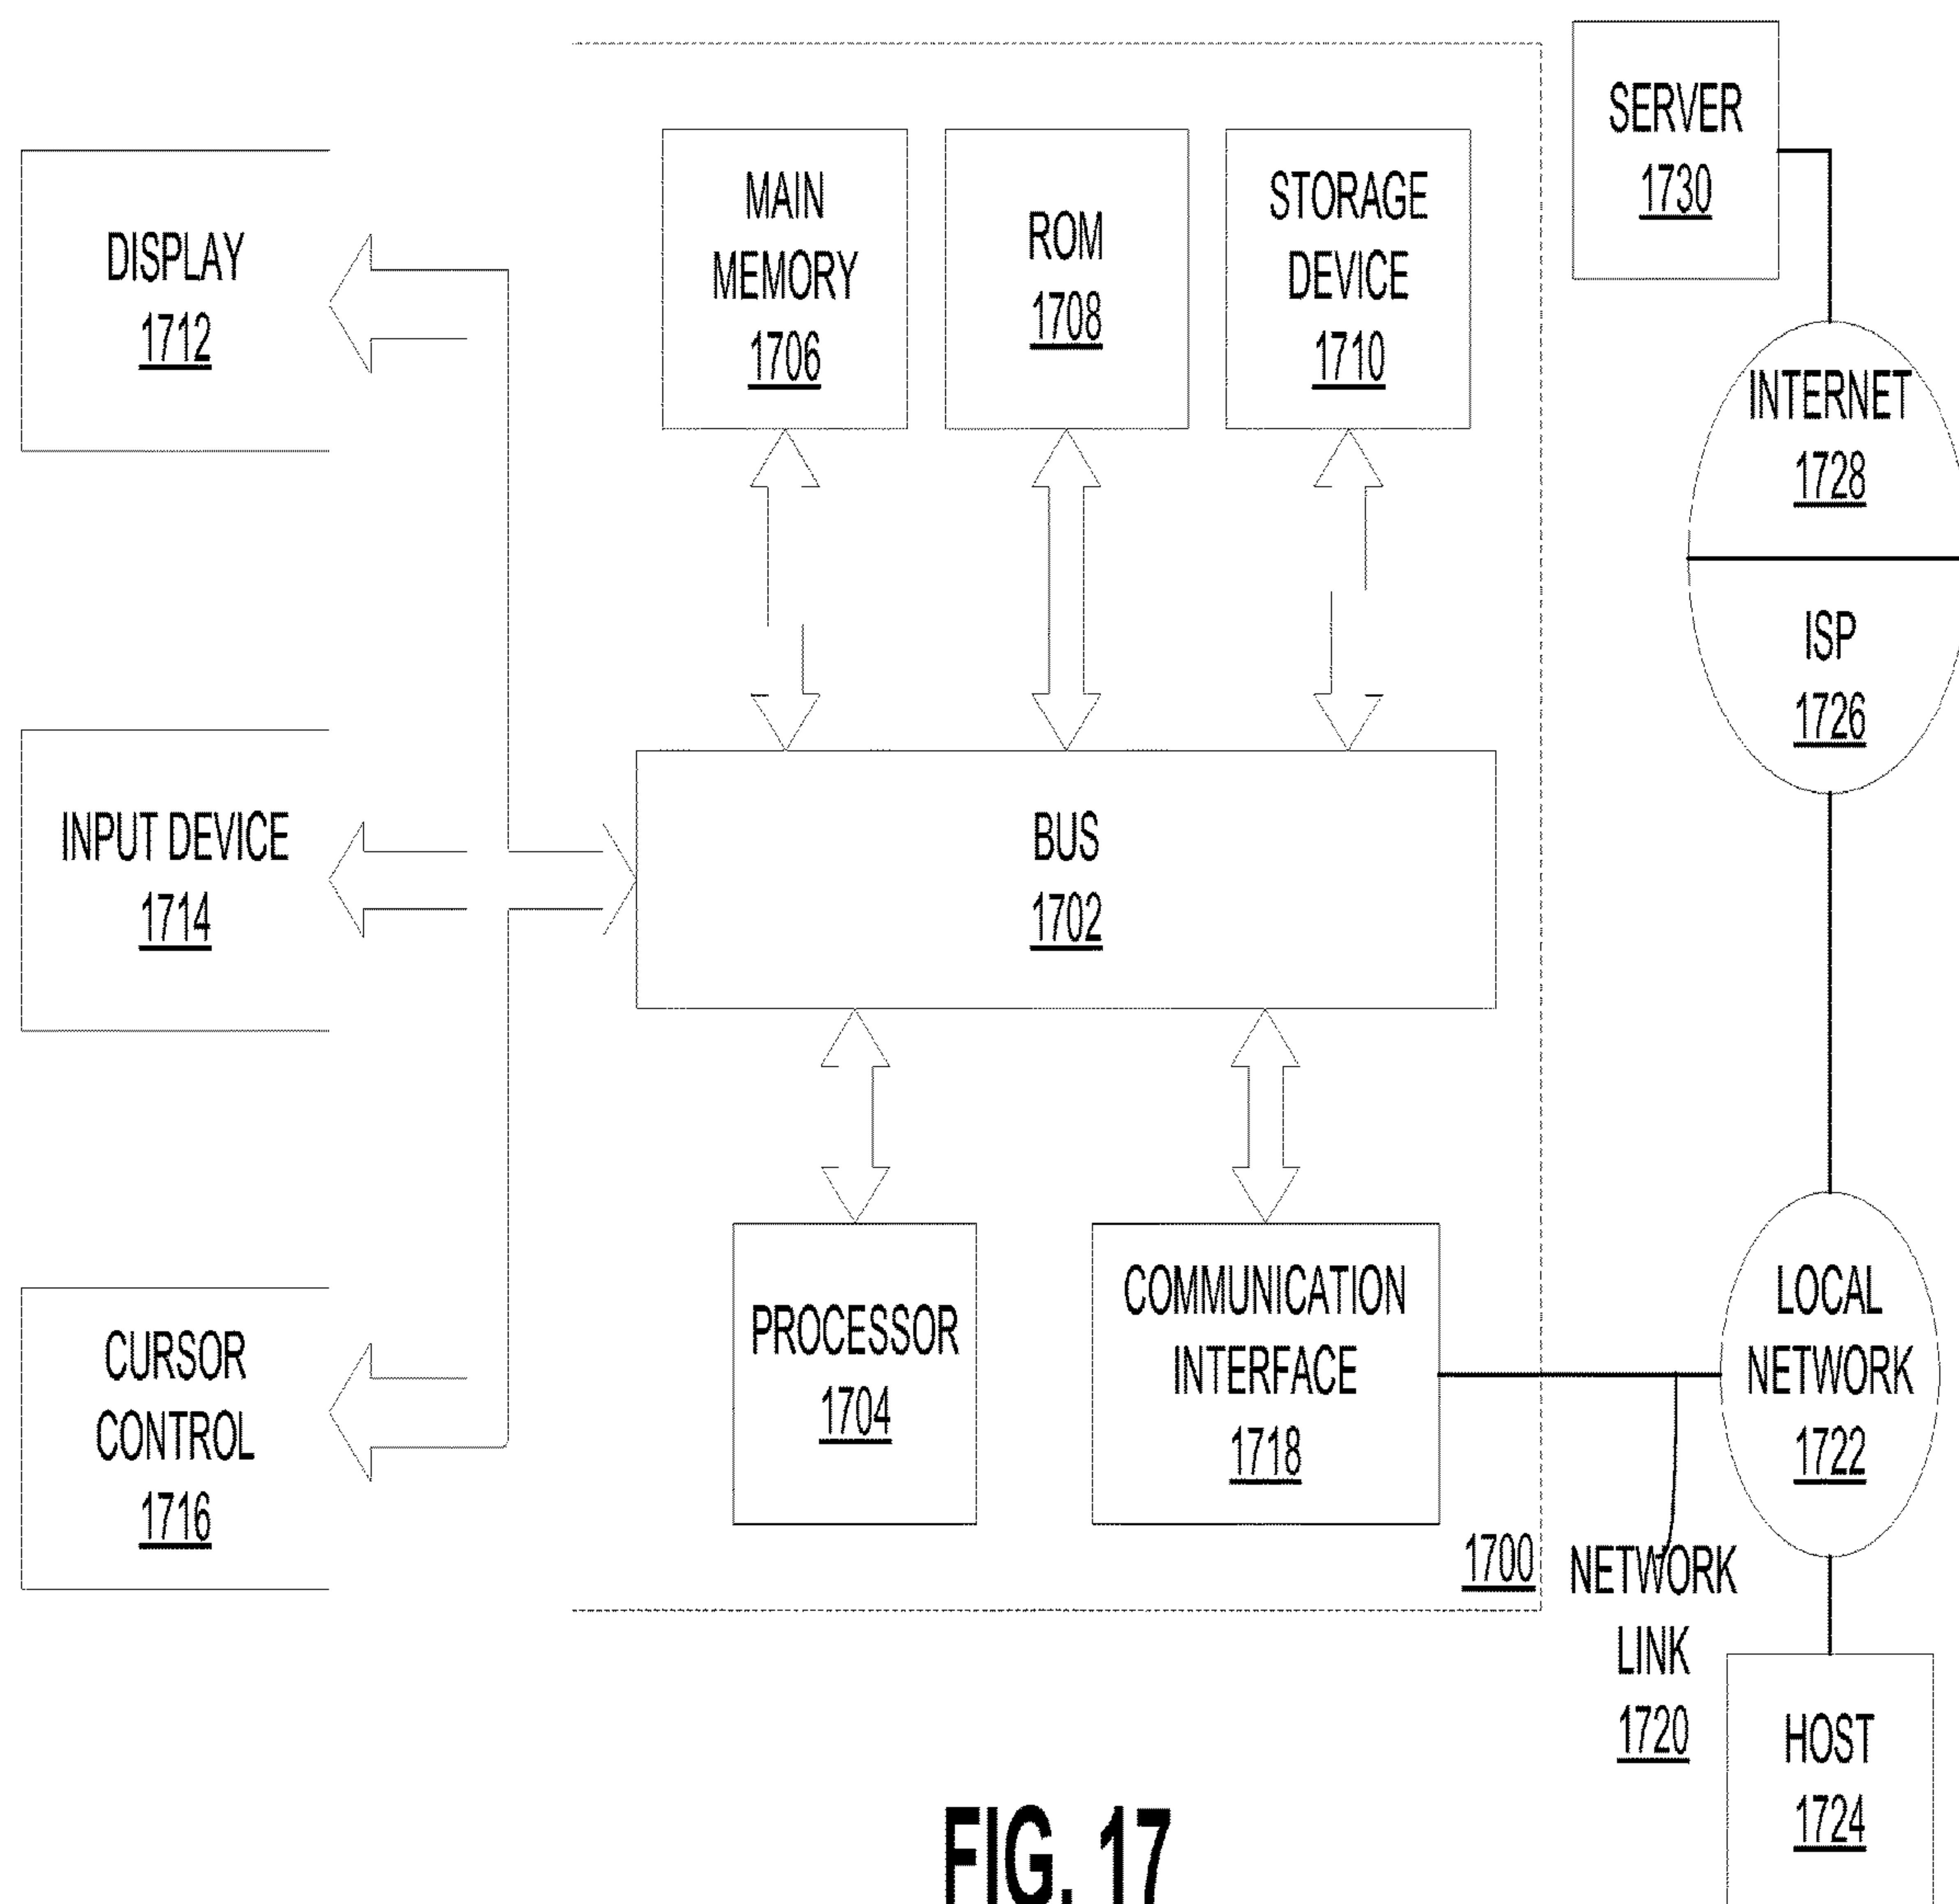 DISPLAY
1712
INPUT DEVICE
1714
CURSOR
CONTROL
1716
MAIN
MEMORY
1706
ROM
1708
STORAGE
DEVICE
1710
BUS
1702
PROCESSOR
1704
COMMUNICATION
INTERFACE
1718
1700
SERVER
1730
INTERNET
1728
ISP
1726
LOCAL
NETWORK
1722
NETWORK
LINK
1720
HOST
1724
FIG. 17